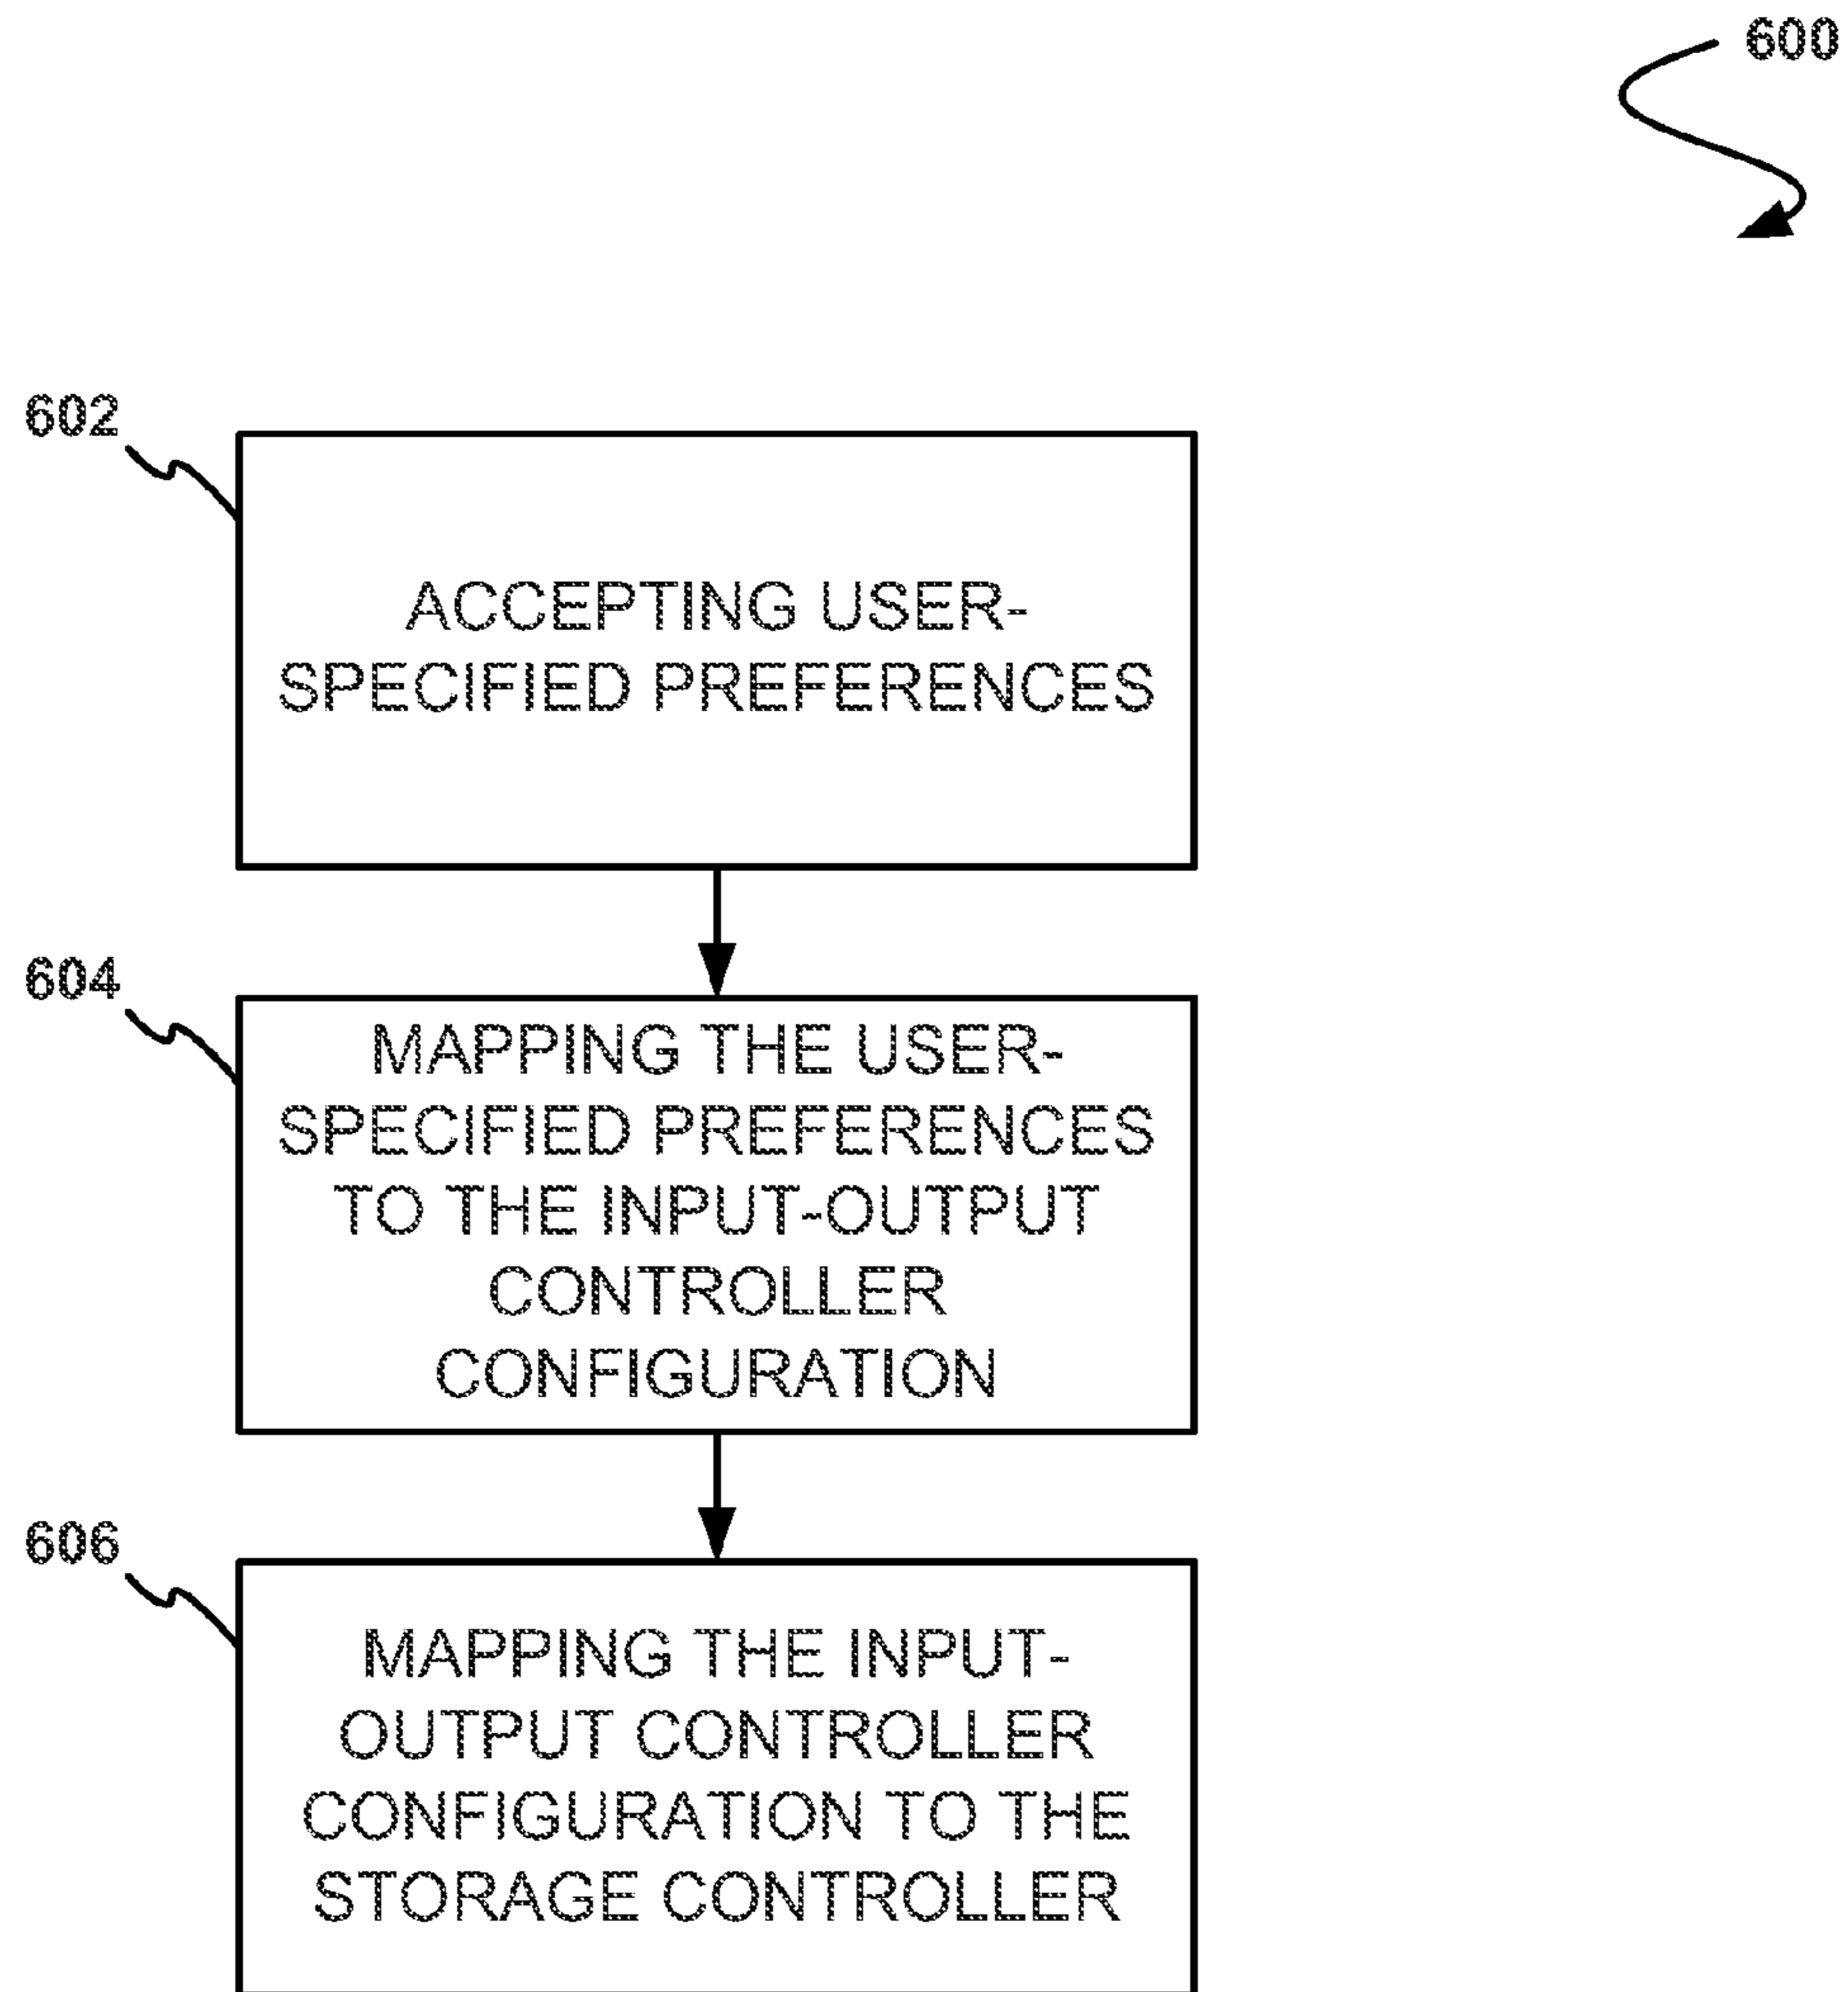 600
602
ACCEPTING USER-
SPECIFIED PREFERENCES
604
MAPPING THE USER-
SPECIFIED PREFERENCES
TO THE INPUT-OUTPUT
CONTROLLER
CONFIGURATION
606
MAPPING THE INPUT-
OUTPUT CONTROLLER
CONFIGURATION TO THE
STORAGE CONTROLLER